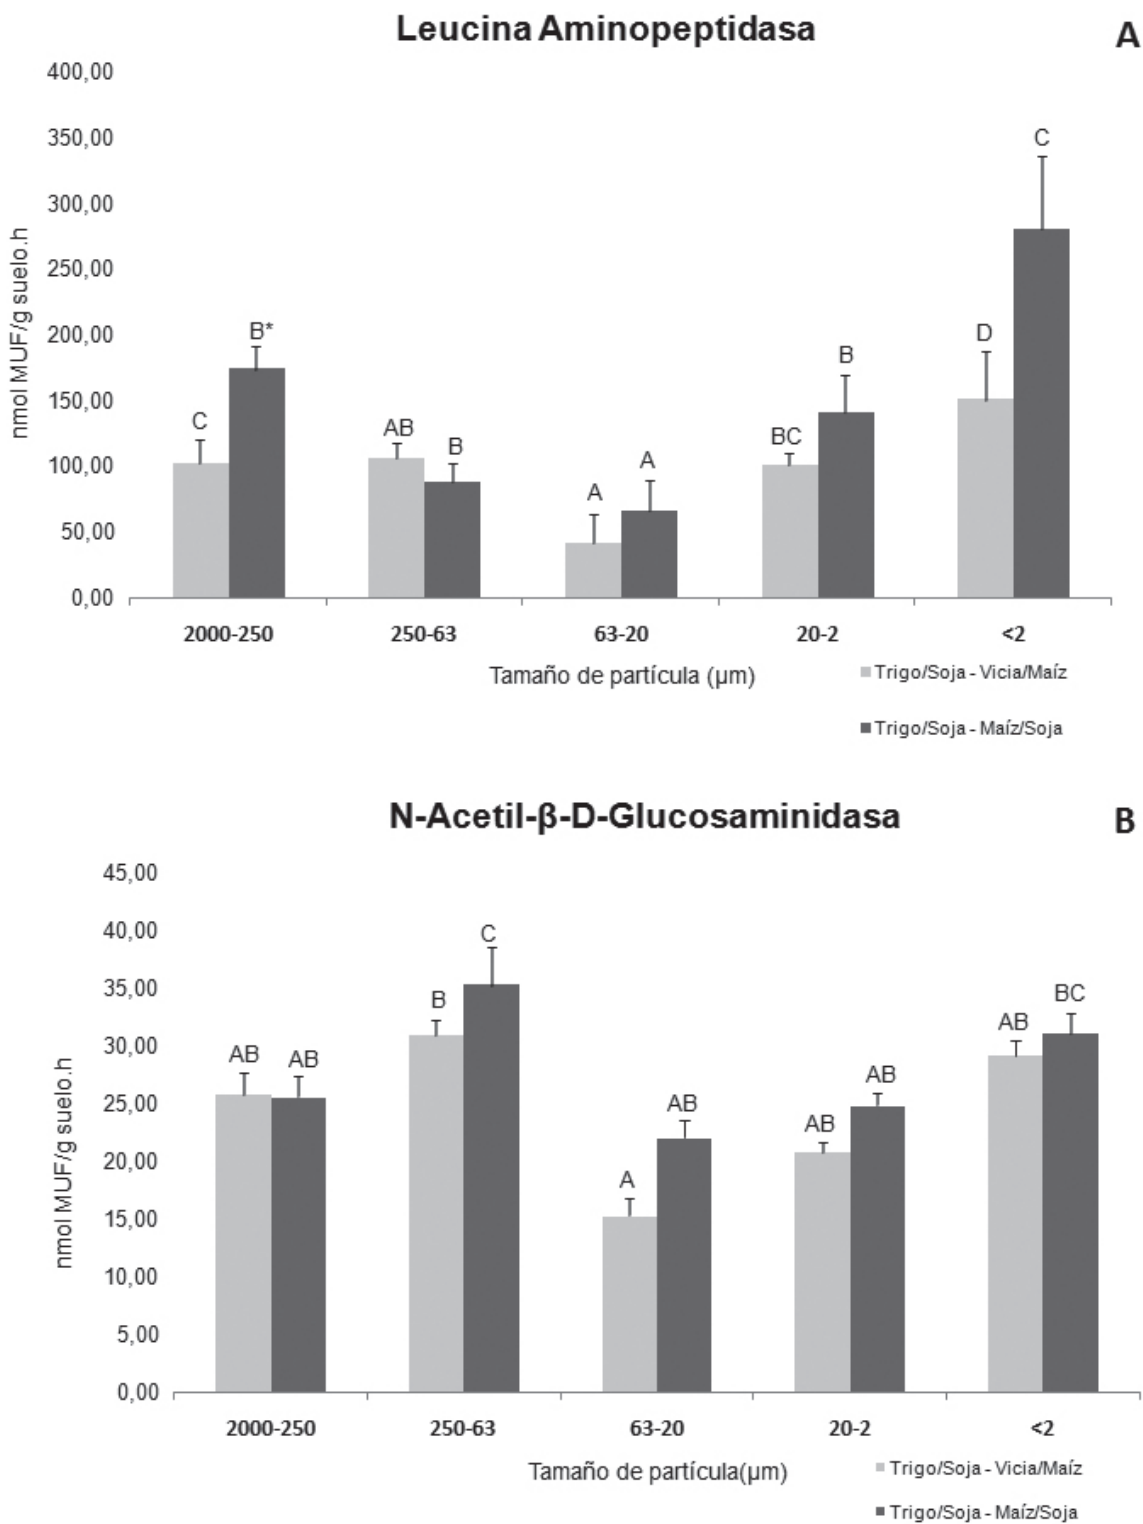 Leucina Aminopeptidasa
A
400,00
350,00
300,00
250,00
200,00
150,00
100,00
50,00
0,00
nmol MUF/g suelo.h
C
B*
AB
B
A
A
BC
B
D
C
2000-250
250-63
63-20
20-2
<2
Tamaño de partícula (µm)
Trigo/Soja - Vicia/Maíz
Trigo/Soja - Maíz/Soja
N-Acetil-β-D-Glucosaminidasa
B
45,00
40,00
35,00
30,00
25,00
20,00
15,00
10,00
5,00
0,00
nmol MUF/g suelo.h
AB
AB
B
C
A
AB
AB
AB
AB
BC
2000-250
250-63
63-20
20-2
<2
Tamaño de partícula(µm)
Trigo/Soja - Vicia/Maíz
Trigo/Soja - Maíz/Soja